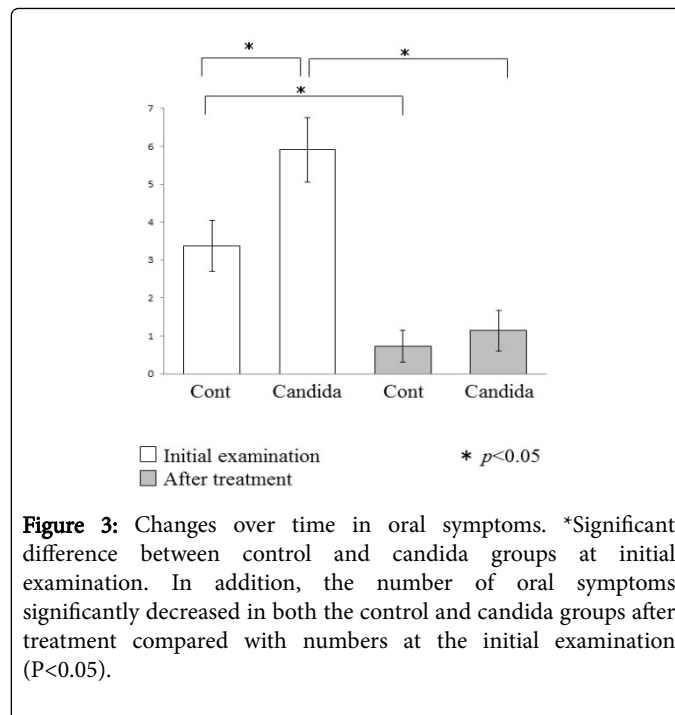 *
*
*
7
6
5
4
3
2
1
0
Cont Candida Cont Candida
Initial examination * p<0.05
After treatment
Figure 3: Changes over time in oral symptoms. *Significant
difference between control and candida groups at initial
examination. In addition, the number of oral symptoms
significantly decreased in both the control and candida groups after
treatment compared with numbers at the initial examination
(P<0.05).